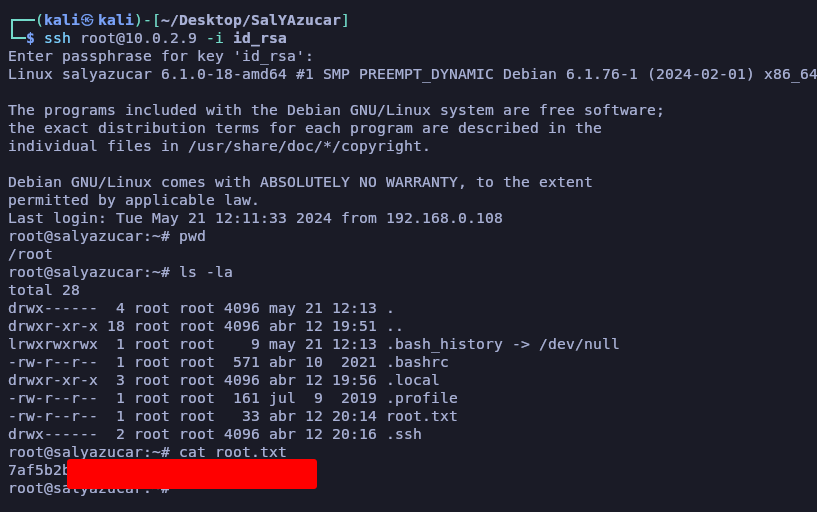 ┌──(kali㉿kali)-[~/Desktop/SalYAzucar]
└─$ ssh root@10.0.2.9 -i id_rsa
Enter passphrase for key 'id_rsa':
Linux salyazucar 6.1.0-18-amd64 #1 SMP PREEMPT_DYNAMIC Debian 6.1.76-1 (2024-02-01) x86_64
The programs included with the Debian GNU/Linux system are free software;
the exact distribution terms for each program are described in the
individual files in /usr/share/doc/*/copyright.
Debian GNU/Linux comes with ABSOLUTELY NO WARRANTY, to the extent
permitted by applicable law.
Last login: Tue May 21 12:11:33 2024 from 192.168.0.108
root@salyazucar:~# pwd
/root
root@salyazucar:~# ls -la
total 28
drwx------  4 root root 4096 may 21 12:13 .
drwxr-xr-x 18 root root 4096 abr 12 19:51 ..
lrwxrwxrwx  1 root root    9 may 21 12:13 .bash_history -> /dev/null
-rw-r--r--  1 root root  571 abr 10  2021 .bashrc
drwxr-xr-x  3 root root 4096 abr 12 19:56 .local
-rw-r--r--  1 root root  161 jul  9  2019 .profile
-rw-r--r--  1 root root   33 abr 12 20:14 root.txt
drwx------  2 root root 4096 abr 12 20:16 .ssh
root@salyazucar:~# cat root.txt
7af5b2b
root@sa